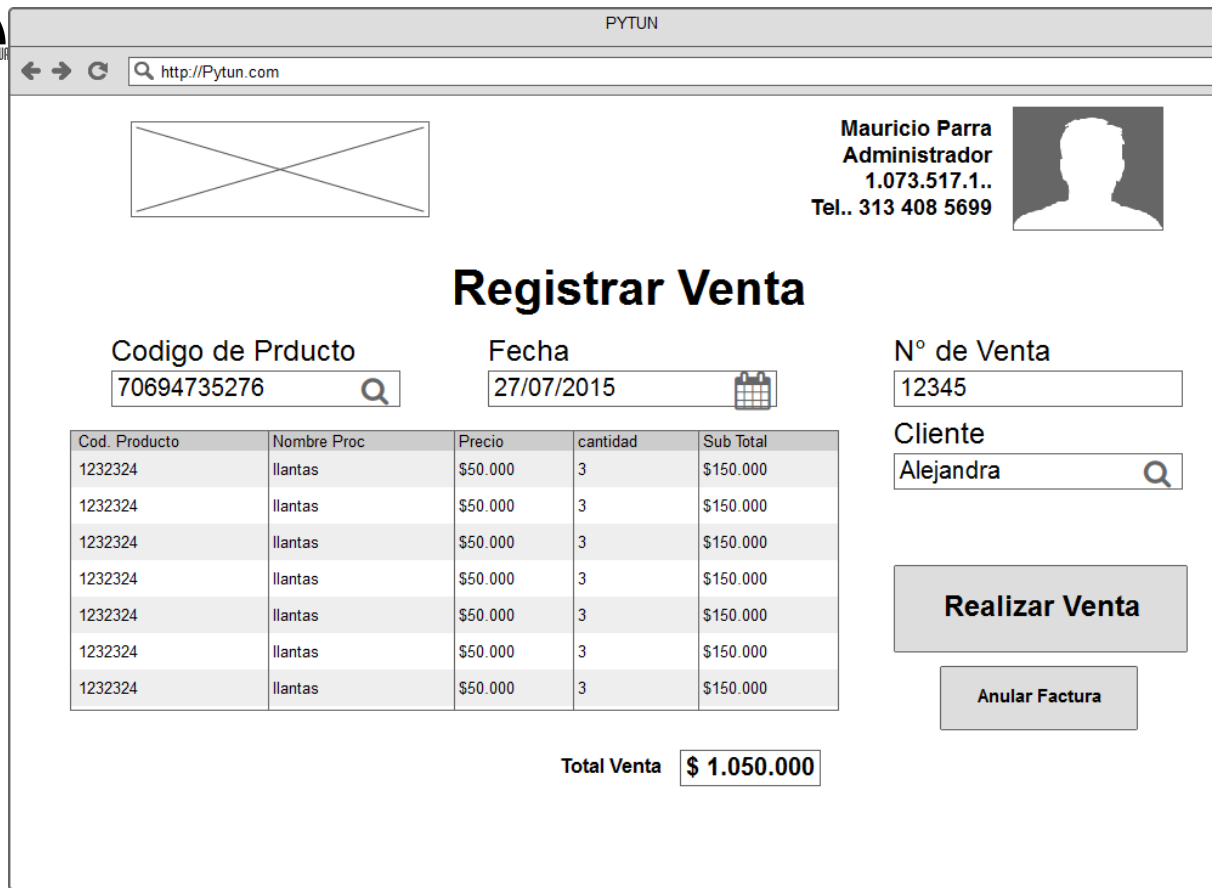 PYTUN
http://Pytun.com
Mauricio Parra
Administrador
1.073.517.1..
Tel.. 313 408 5699
Registrar Venta
Codigo de Prducto
70694735276
Fecha
27/07/2015
N° de Venta
12345
Cliente
Alejandra
Cod. Producto Nombre Proc Precio cantidad Sub Total
1232324 llantas $50.000 3 $150.000
1232324 llantas $50.000 3 $150.000
1232324 llantas $50.000 3 $150.000
1232324 llantas $50.000 3 $150.000
1232324 llantas $50.000 3 $150.000
1232324 llantas $50.000 3 $150.000
1232324 llantas $50.000 3 $150.000
Realizar Venta
Anular Factura
Total Venta $ 1.050.000